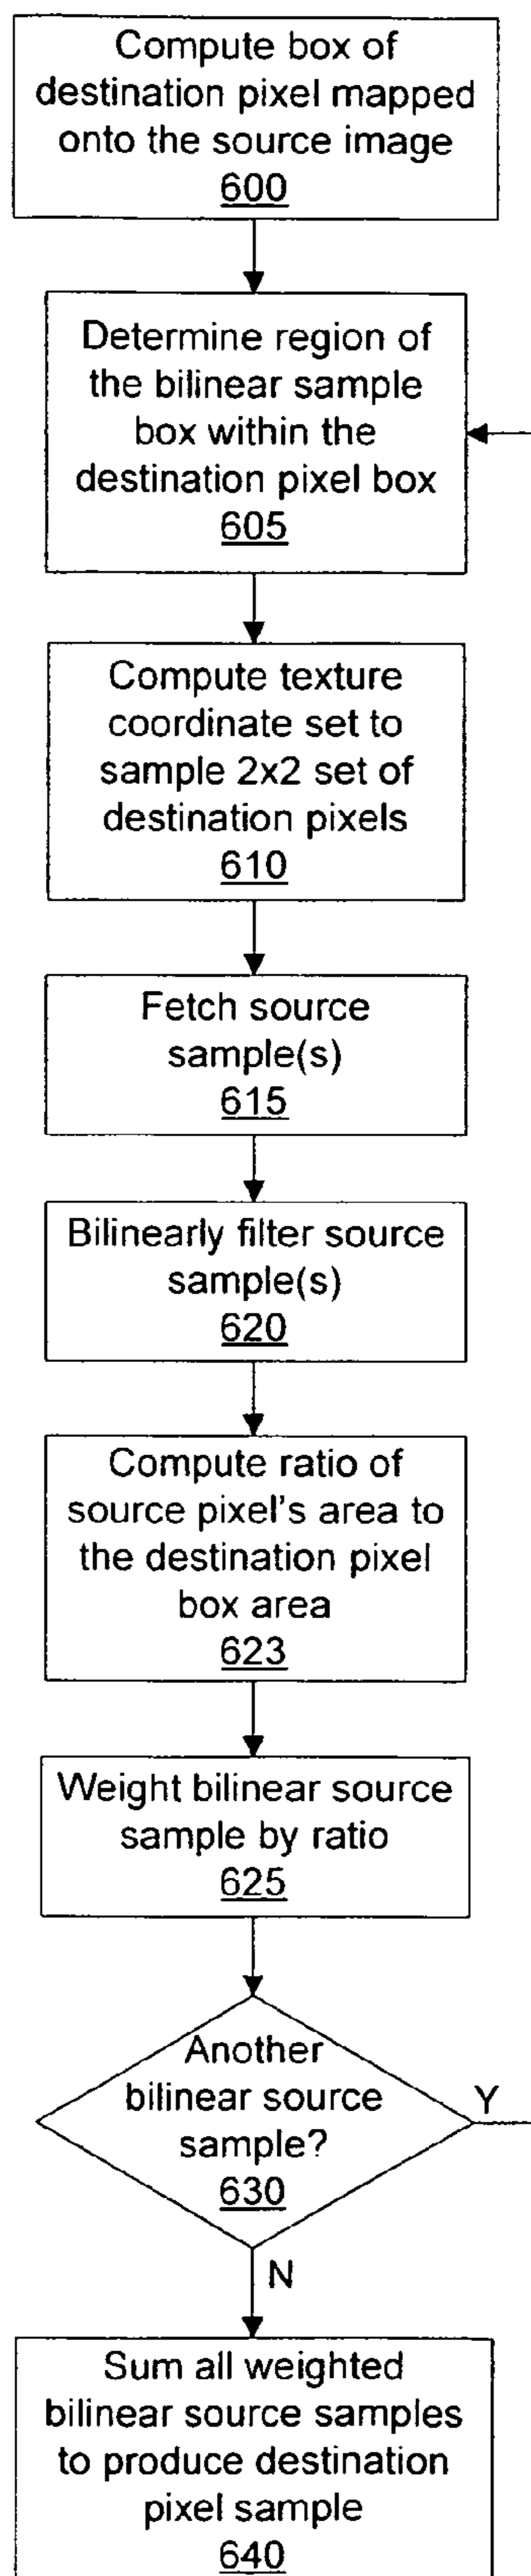 Compute box of
destination pixel mapped
onto the source image
600
Determine region of
the bilinear sample
box within the
destination pixel box
605
Compute texture
coordinate set to
sample 2x2 set of
destination pixels
610
Fetch source
sample(s)
615
Bilinearly filter source
sample(s)
620
Compute ratio of
source pixel's area to
the destination pixel
box area
623
Weight bilinear source
sample by ratio
625
Another
bilinear source
sample?
630
Y
N
Sum all weighted
bilinear source samples
to produce destination
pixel sample
640